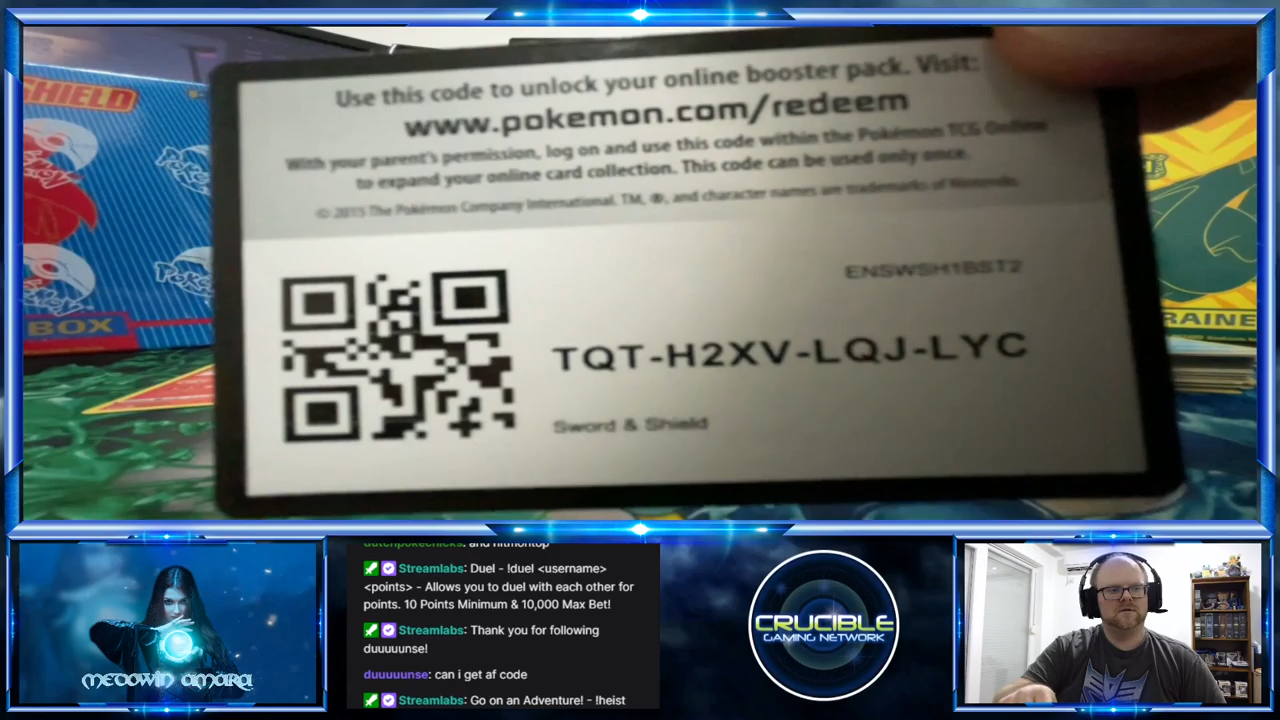 SHIELD
BOX
Use this code to unlock your online booster pack. Visit:
www.pokemon.com/redeem
With your parent's permission, log on and use this code within the Pokémon TCG Online
to expand your online card collection. This code can be used only once.
© 2015 The Pokémon Company International. TM, ®, and character names are trademarks of Nintendo.
ENSWSH1BST2
TQT-H2XV-LQJ-LYC
Sword & Shield
RAINE
METOWIN AMARA
dutchpokechicks: and hitmontop
Streamlabs: Duel - !duel <username>
<points> - Allows you to duel with each other for
points. 10 Points Minimum & 10,000 Max Bet!
Streamlabs: Thank you for following
duuuuunse!
duuuuunse: can i get af code
Streamlabs: Go on an Adventure! - !heist
CRUCIBLE
GAMING NETWORK